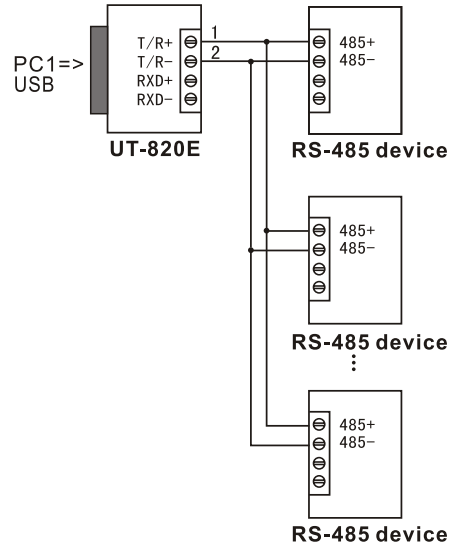 PC1=>
USB
T/R+
T/R-
RXD+
RXD-
UT-820E
1
2
485+
485-
RS-485 device
485+
485-
RS-485 device
⋮
485+
485-
RS-485 device